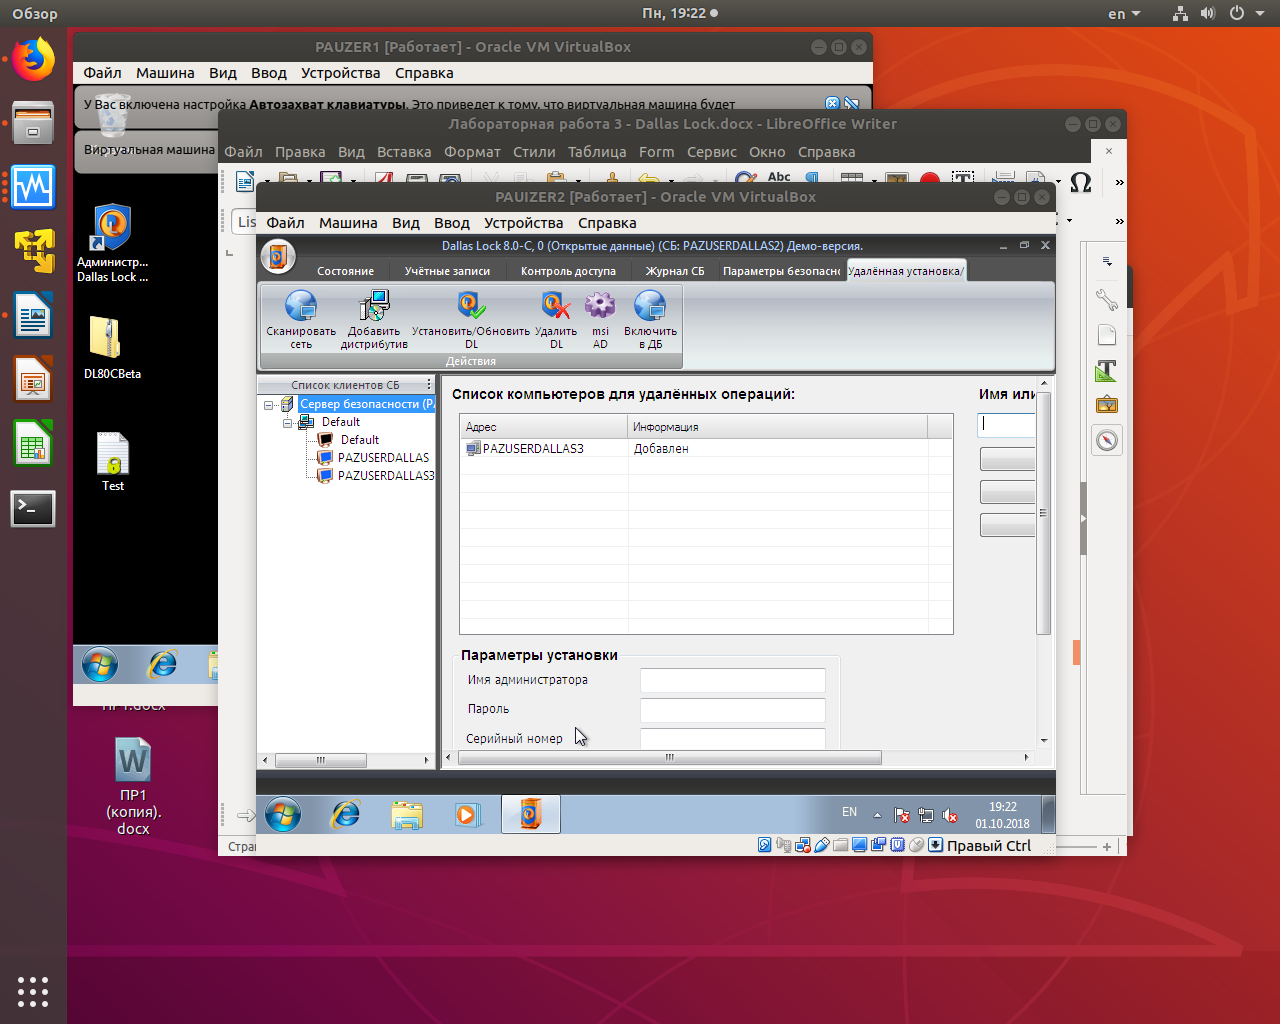 Обзор
Пн, 19:22
en
PAUZER1 [Работает] - Oracle VM VirtualBox
Файл Машина Вид Ввод Устройства Справка
У Вас включена настройка Автозахват клавиатуры. Это приведет к тому, что виртуальная машина будет
Виртуальная машина
Лабораторная работа 3 - Dallas Lock.docx - LibreOffice Writer
Файл Правка Вид Вставка Формат Стили Таблица Form Сервис Окно Справка
Abc
Lis
PAUIZER2 [Работает] - Oracle VM VirtualBox
Файл Машина Вид Ввод Устройства Справка
Dallas Lock 8.0-C, 0 (Открытые данные) (СБ: PAZUSERDALLAS2) Демо-версия.
Состояние Учётные записи Контроль доступа Журнал СБ Параметры безопасн Удалённая установка/
Сканировать сеть
Добавить дистрибутив
Установить/Обновить DL
Удалить DL
msi AD
Включить в ДБ
Действия
Список клиентов СБ
Сервер безопасности (PA
Default
Default
PAZUSERDALLAS
PAZUSERDALLAS3
Список компьютеров для удалённых операций:
Имя или
Адрес Информация
PAZUSERDALLAS3 Добавлен
Параметры установки
Имя администратора
Пароль
Серийный номер
EN
19:22
01.10.2018
Правый Ctrl
Стран
Администр...
Dallas Lock ...
DL80CBeta
Test
ПР1.docx
ПР1
(копия).
docx